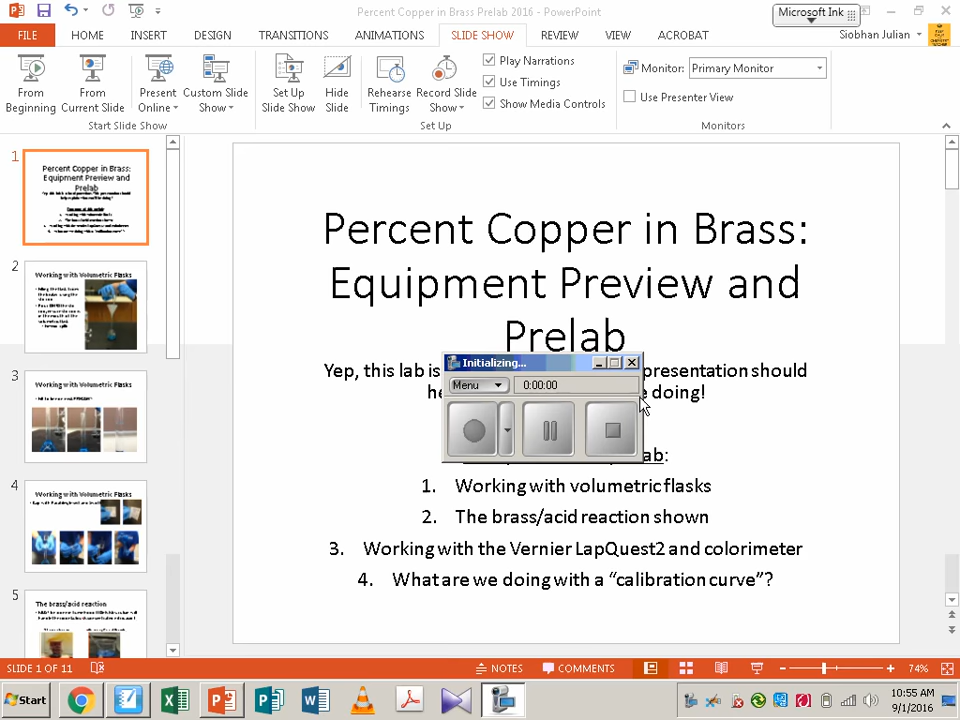 Percent Copper in Brass Prelab 2016 - PowerPoint
Microsoft Ink
FILE HOME INSERT DESIGN TRANSITIONS ANIMATIONS SLIDE SHOW REVIEW VIEW ACROBAT Siobhan Julian
From Beginning
From Current Slide
Present Online
Custom Slide Show
Set Up Slide Show
Hide Slide
Rehearse Timings
Record Slide Show
Play Narrations
Use Timings
Show Media Controls
Monitor: Primary Monitor
Use Presenter View
Start Slide Show
Set Up
Monitors
1
Percent Copper in Brass:
Equipment Preview and
Prelab
2
Working with Volumetric Flasks
3
Working with Volumetric Flasks
4
Working with Volumetric Flasks
5
The brass/acid reaction
Percent Copper in Brass:
Equipment Preview and
Prelab
Yep, this lab is
presentation should
doing!
Initializing...
Menu 0:00:00
lab:
1. Working with volumetric flasks
2. The brass/acid reaction shown
3. Working with the Vernier LapQuest2 and colorimeter
4. What are we doing with a “calibration curve”?
SLIDE 1 OF 11 NOTES COMMENTS 74%
Start
10:55 AM
9/1/2016